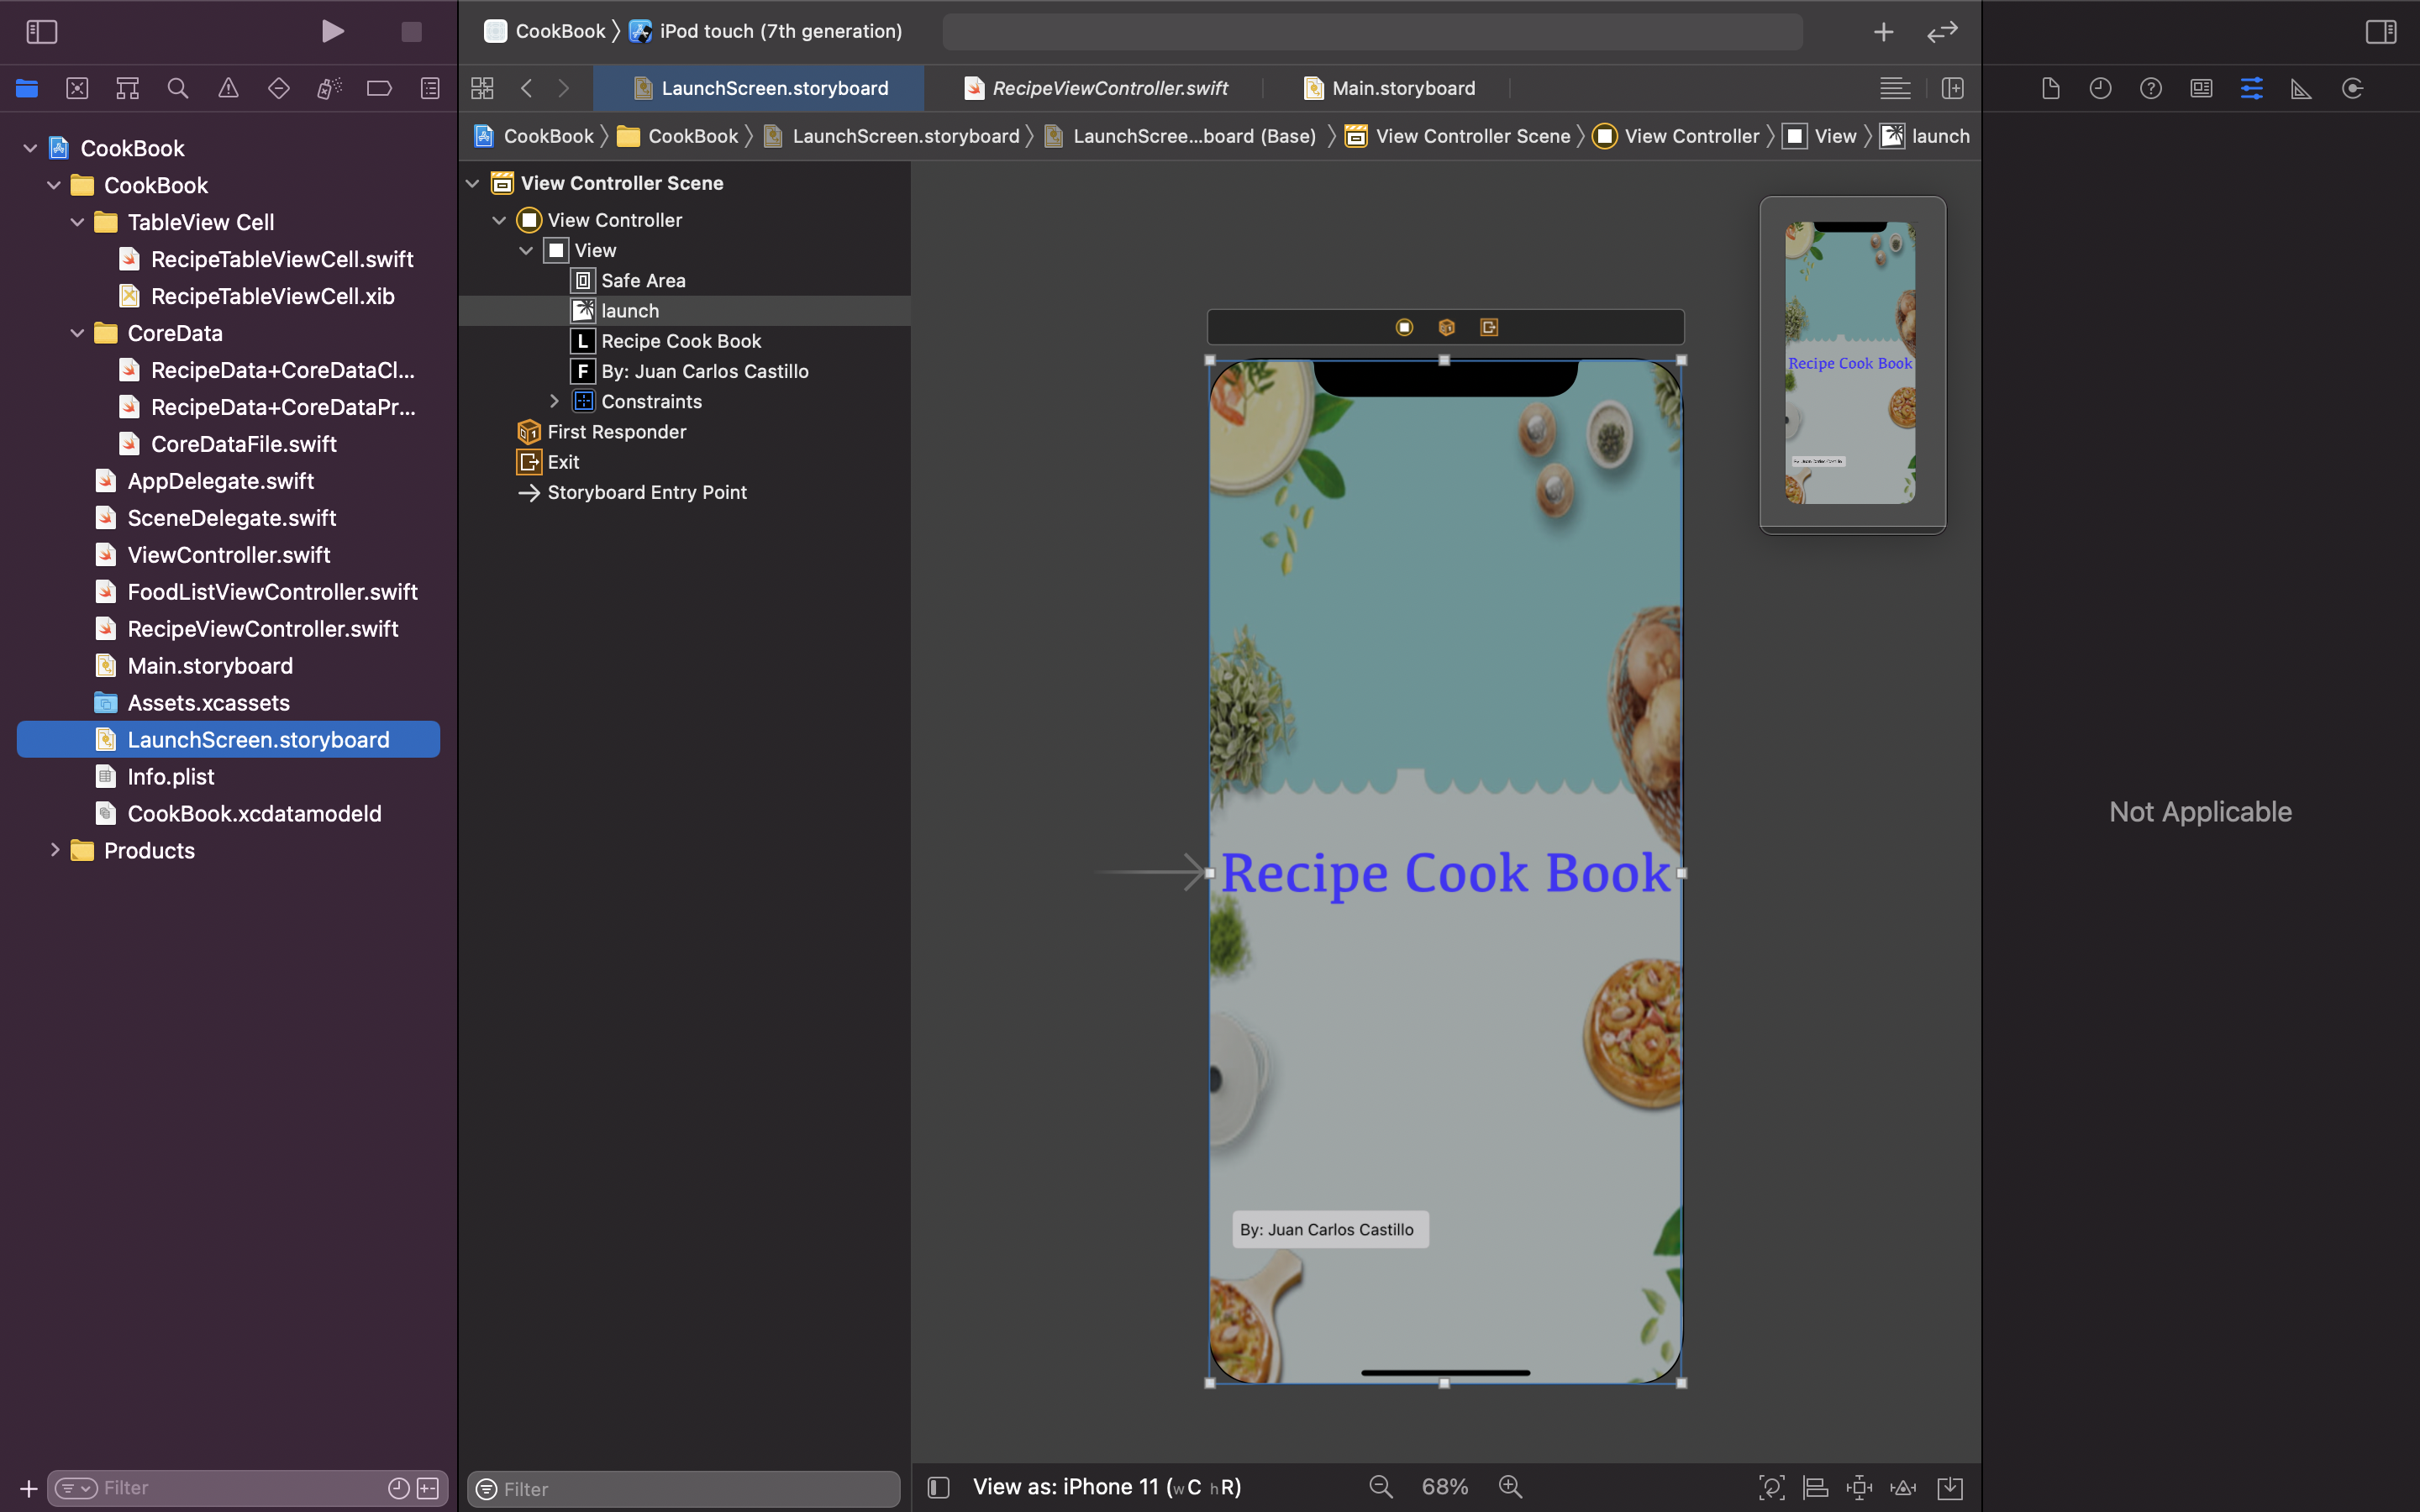 CookBook
iPod touch (7th generation)
LaunchScreen.storyboard
RecipeViewController.swift
Main.storyboard
CookBook
CookBook
LaunchScreen.storyboard
LaunchScree...board (Base)
View Controller Scene
View Controller
View
launch
CookBook
CookBook
TableView Cell
RecipeTableViewCell.swift
RecipeTableViewCell.xib
CoreData
RecipeData+CoreDataCl...
RecipeData+CoreDataPr...
CoreDataFile.swift
AppDelegate.swift
SceneDelegate.swift
ViewController.swift
FoodListViewController.swift
RecipeViewController.swift
Main.storyboard
Assets.xcassets
LaunchScreen.storyboard
Info.plist
CookBook.xcdatamodeld
Products
Filter
View Controller Scene
View Controller
View
Safe Area
launch
L Recipe Cook Book
F By: Juan Carlos Castillo
Constraints
First Responder
Exit
Storyboard Entry Point
Filter
Recipe Cook Book
By: Juan Carlos Castillo
Recipe Cook Book
By: Juan Carlos Castillo
View as: iPhone 11 (wC hR)
68%
Not Applicable